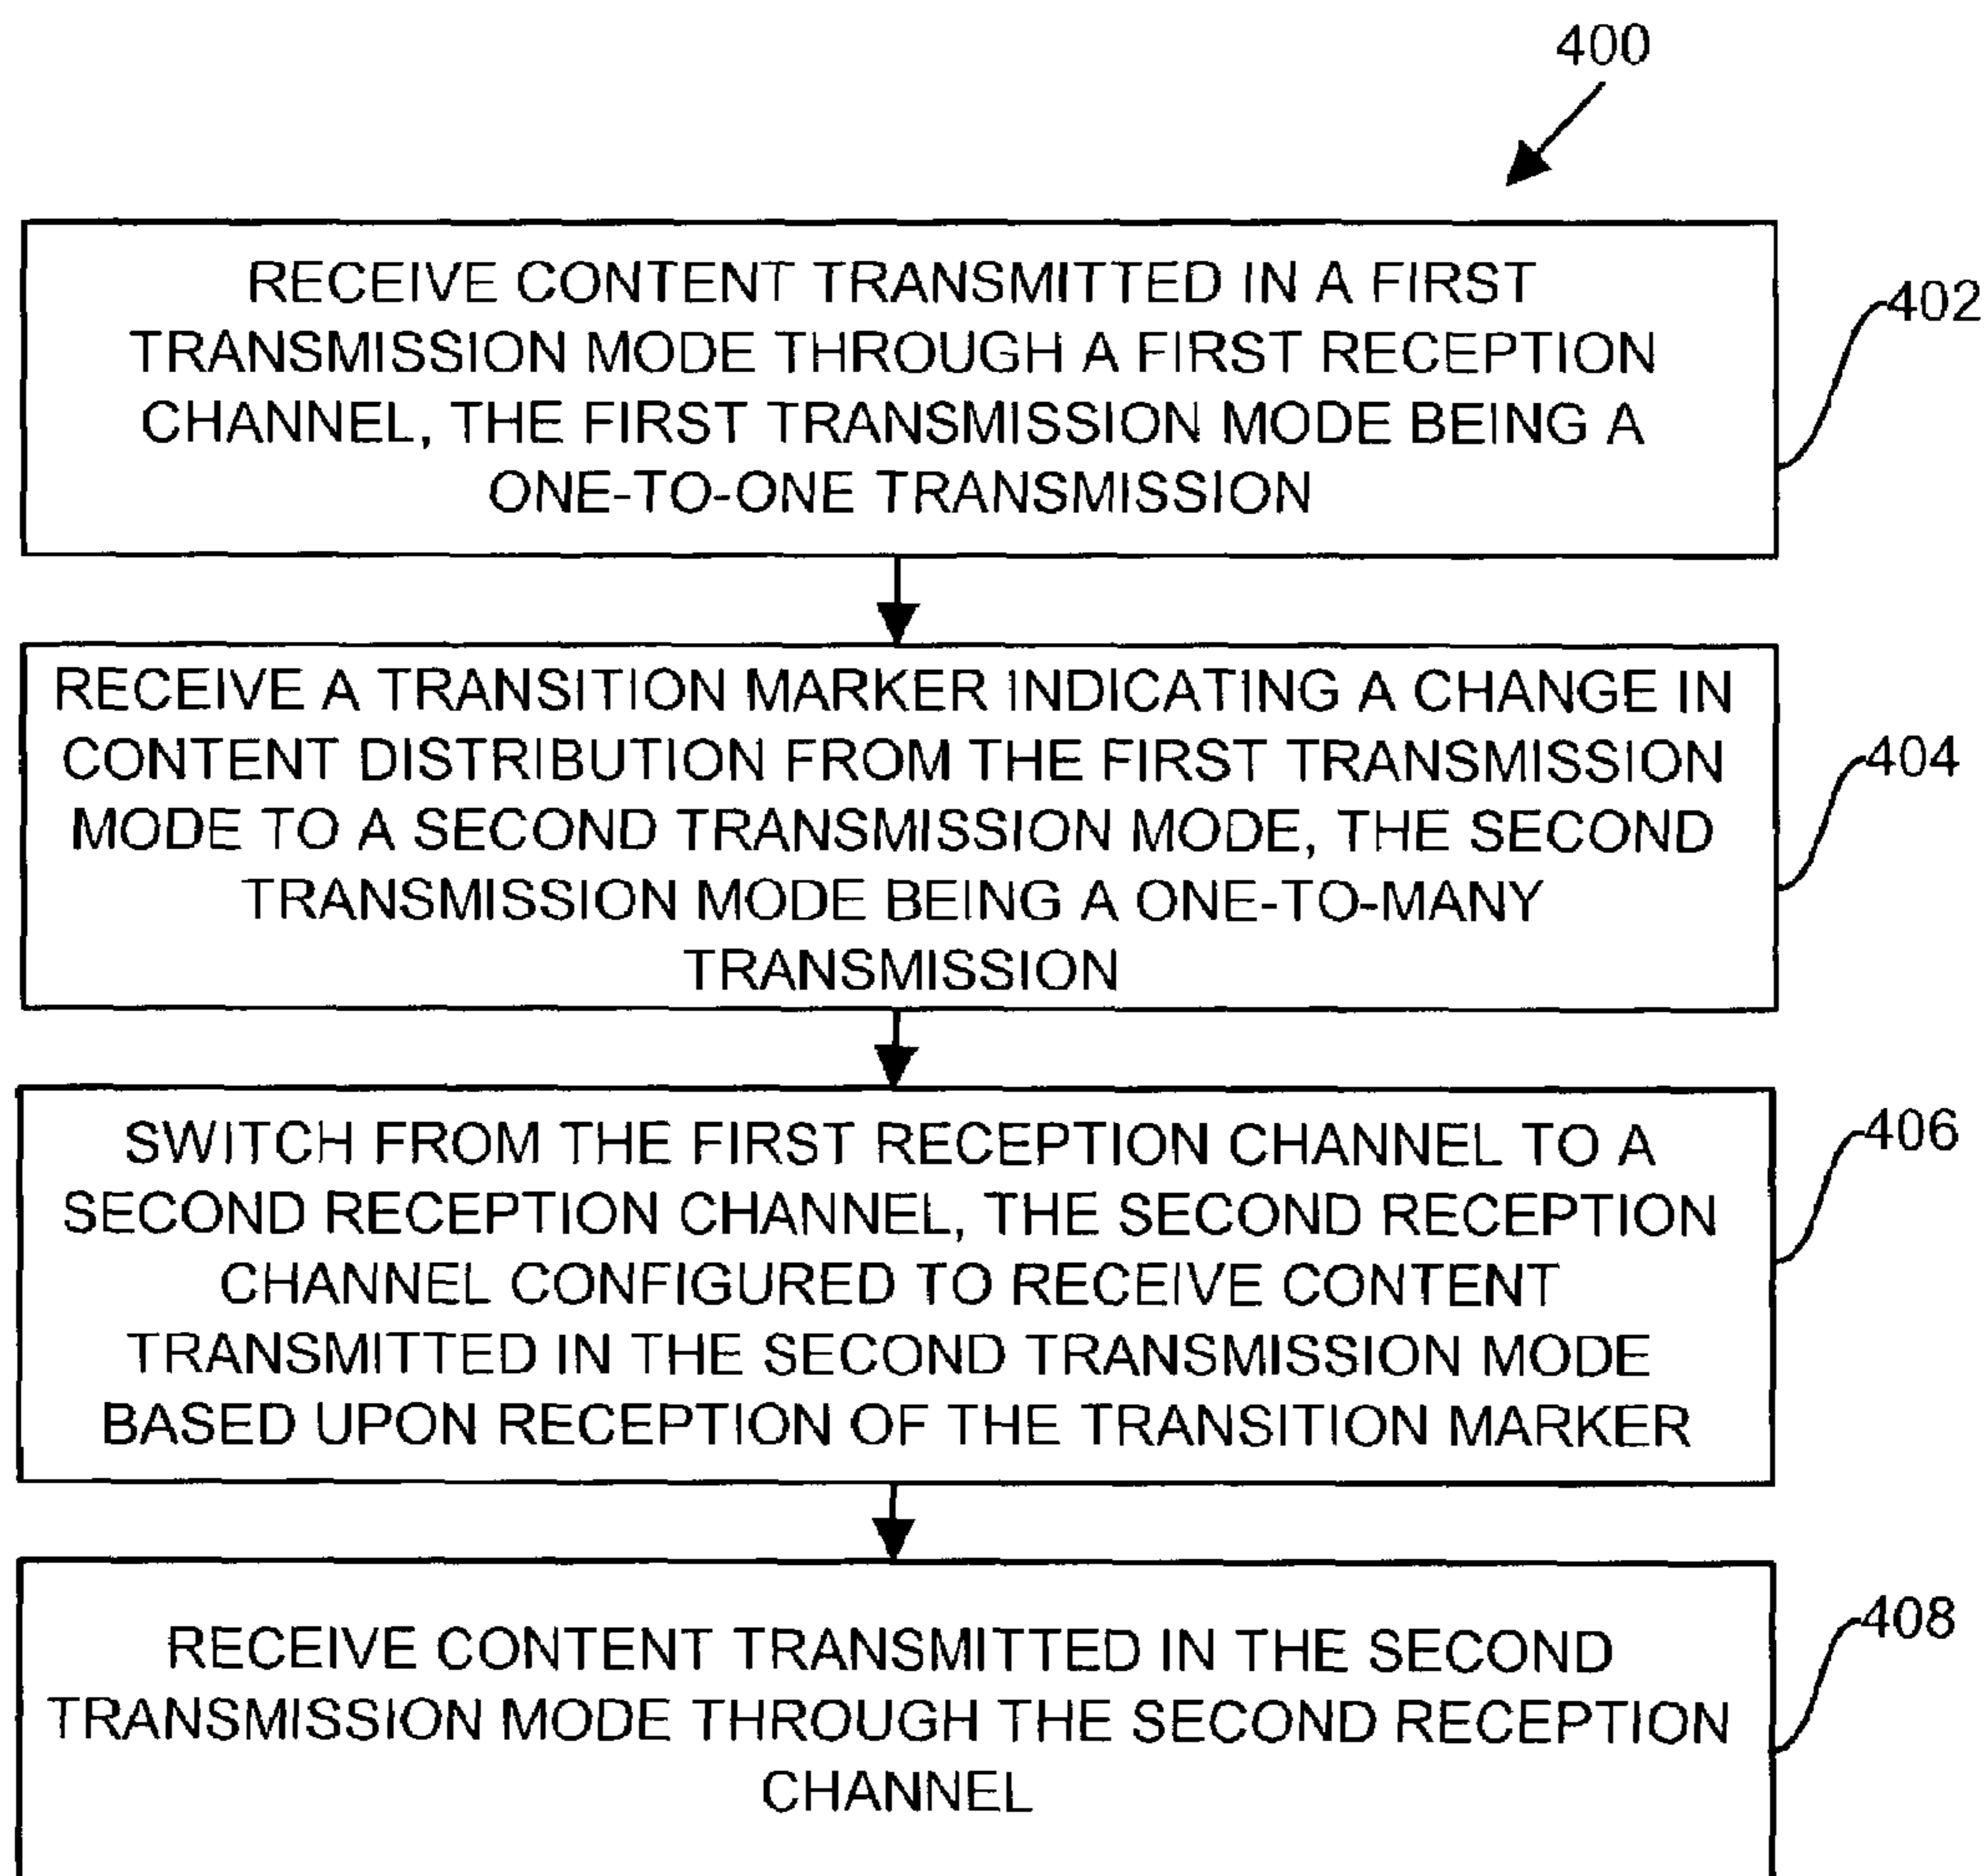 400
RECEIVE CONTENT TRANSMITTED IN A FIRST
TRANSMISSION MODE THROUGH A FIRST RECEPTION
CHANNEL, THE FIRST TRANSMISSION MODE BEING A
ONE-TO-ONE TRANSMISSION
402
RECEIVE A TRANSITION MARKER INDICATING A CHANGE IN
CONTENT DISTRIBUTION FROM THE FIRST TRANSMISSION
MODE TO A SECOND TRANSMISSION MODE, THE SECOND
TRANSMISSION MODE BEING A ONE-TO-MANY
TRANSMISSION
404
SWITCH FROM THE FIRST RECEPTION CHANNEL TO A
SECOND RECEPTION CHANNEL, THE SECOND RECEPTION
CHANNEL CONFIGURED TO RECEIVE CONTENT
TRANSMITTED IN THE SECOND TRANSMISSION MODE
BASED UPON RECEPTION OF THE TRANSITION MARKER
406
RECEIVE CONTENT TRANSMITTED IN THE SECOND
TRANSMISSION MODE THROUGH THE SECOND RECEPTION
CHANNEL
408